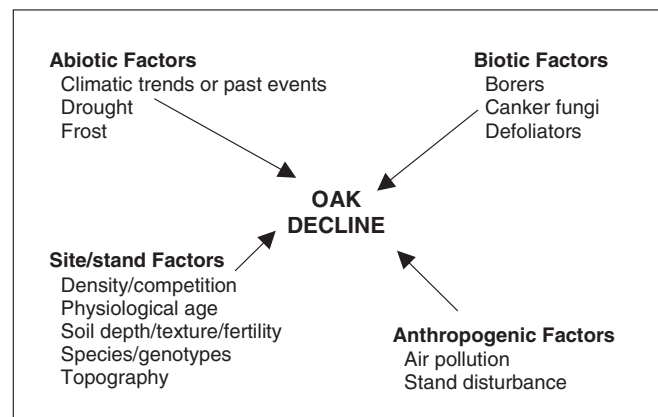 Abiotic Factors
Climatic trends or past events
Drought
Frost
Biotic Factors
Borers
Canker fungi
Defoliators
OAK
DECLINE
Site/stand Factors
Density/competition
Physiological age
Soil depth/texture/fertility
Species/genotypes
Topography
Anthropogenic Factors
Air pollution
Stand disturbance